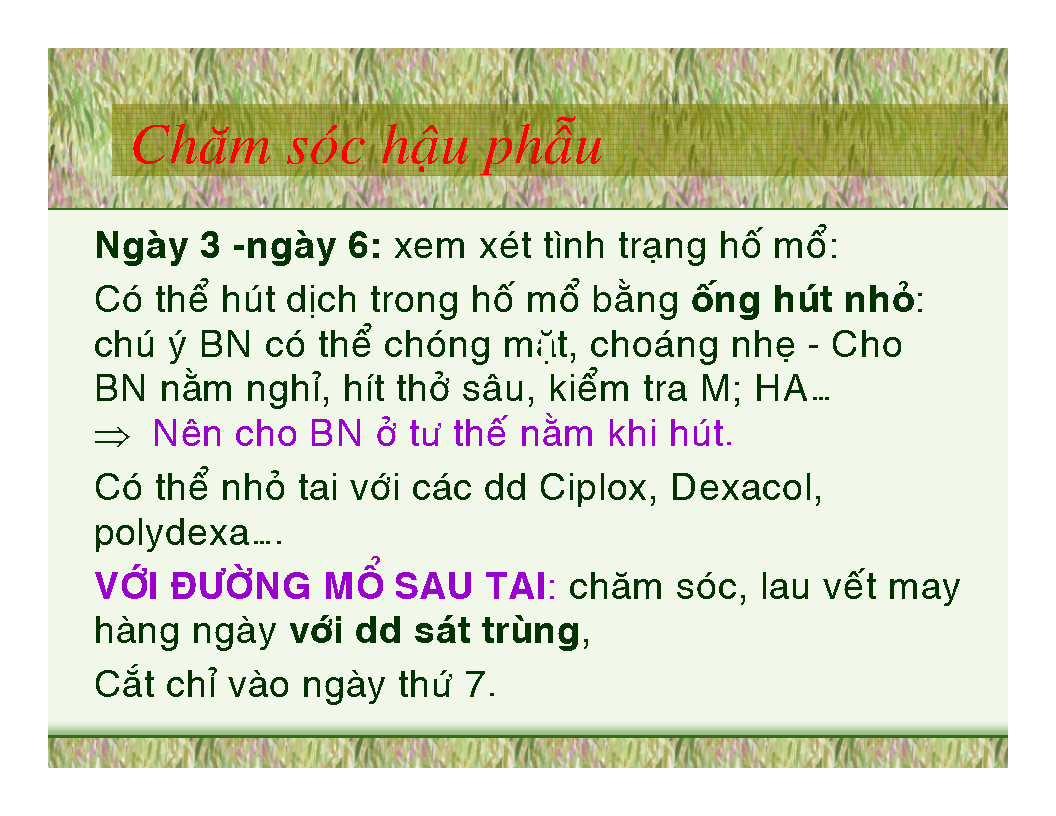 Chăm sóc hậu phẫu
Ngày 3 -ngày 6: xem xét tình trạng hố mổ:
Có thể hút dịch trong hố mổ bằng ống hút nhỏ:
chú ý BN có thể chóng mặt, choáng nhẹ - Cho
BN nằm nghỉ, hít thở sâu, kiểm tra M; HA…
⇒ Nên cho BN ở tư thế nằm khi hút.
Có thể nhỏ tai với các dd Ciplox, Dexacol,
polydexa….
VỚI ĐƯỜNG MỔ SAU TAI: chăm sóc, lau vết may
hàng ngày với dd sát trùng,
Cắt chỉ vào ngày thứ 7.